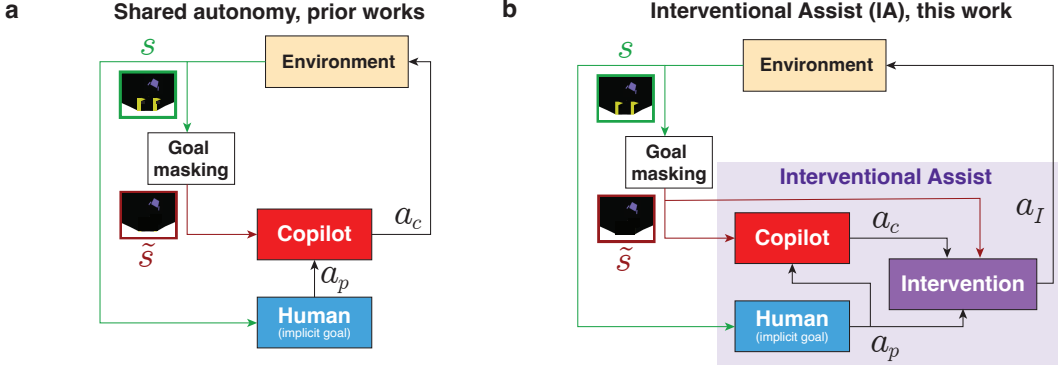 a
Shared autonomy, prior works
s
Environment
Goal
masking
s̃
Copilot
a_c
a_p
Human
(implicit goal)
b
Interventional Assist (IA), this work
s
Environment
Goal
masking
Interventional Assist
s̃
Copilot
a_c
a_I
Intervention
Human
(implicit goal)
a_p